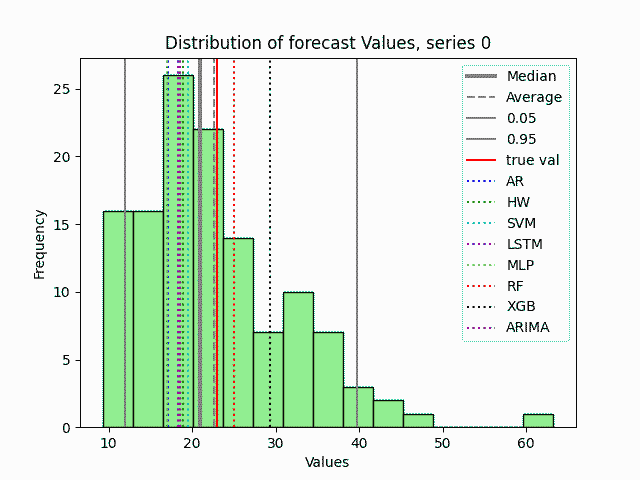 Distribution of forecast Values, series 0
Frequency
25
20
15
10
5
0
10
20
30
40
50
60
Values
Median
Average
0.05
0.95
true val
AR
HW
SVM
LSTM
MLP
RF
XGB
ARIMA